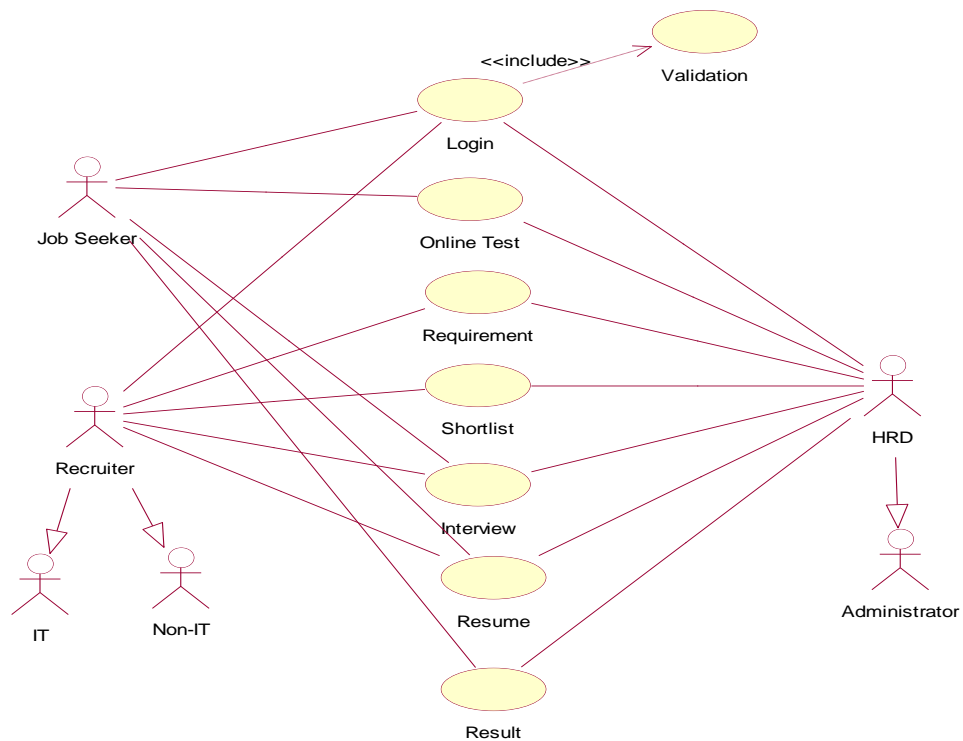 <<include>>
Validation
Login
Job Seeker
Online Test
Requirement
Shortlist
HRD
Recruiter
Interview
IT
Non-IT
Resume
Administrator
Result